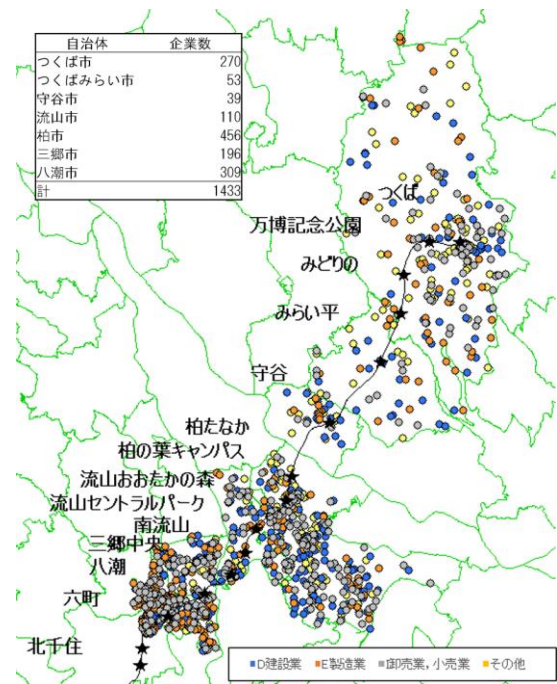 自治体 企業数
つくば市 270
つくばみらい市 53
守谷市 39
流山市 110
柏市 456
三郷市 196
八潮市 309
計 1433
つくば
万博記念公園
みどりの
みらい平
守谷
柏たなか
柏の葉キャンパス
流山おおたかの森
流山セントラルパーク
南流山
三郷中央
八潮
六町
北千住
D建設業 E製造業 I卸売業，小売業 その他